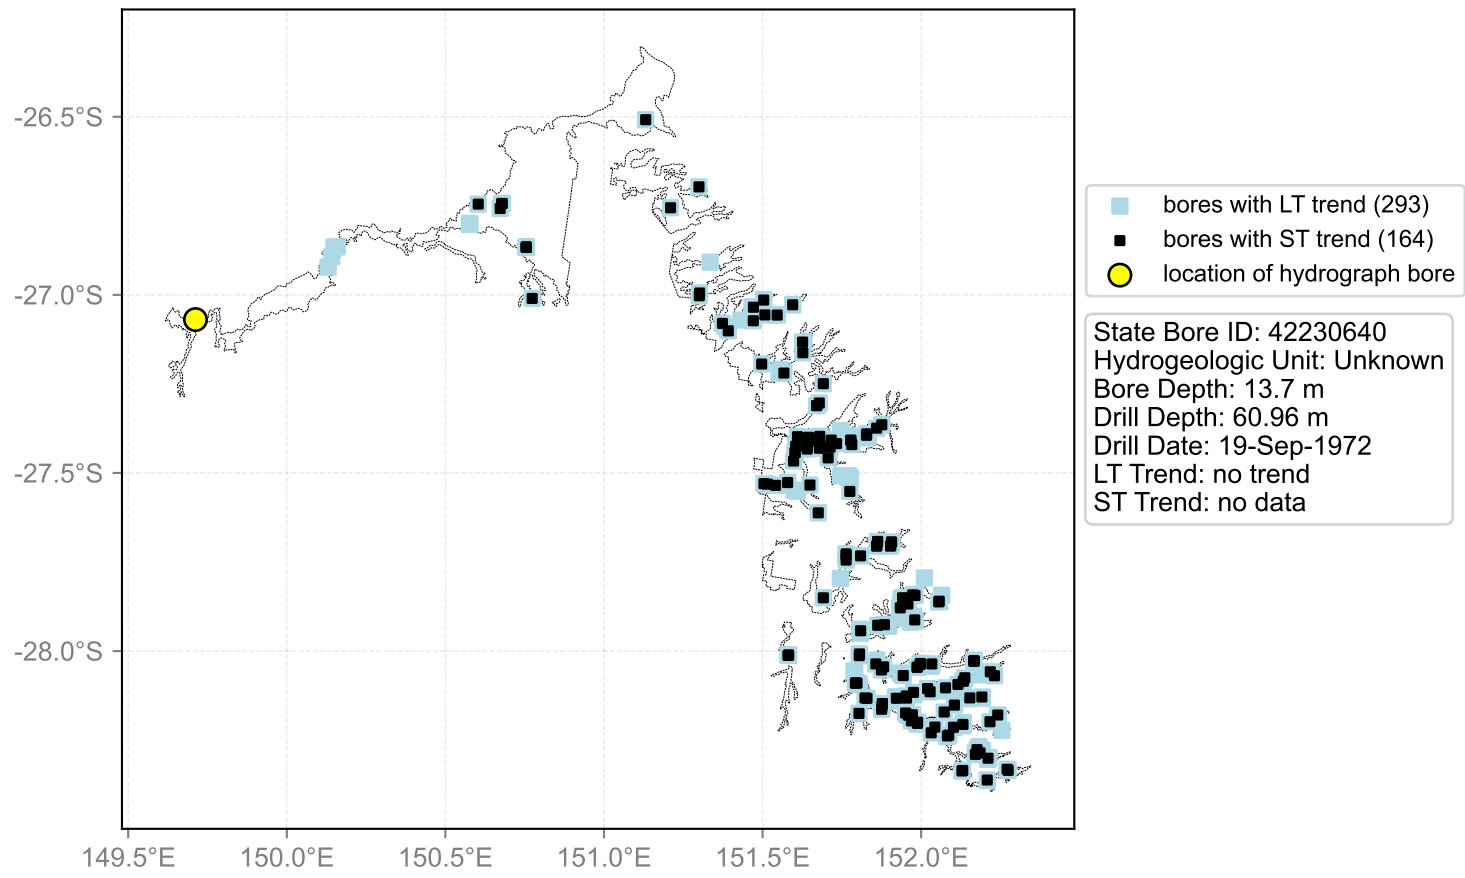 -26.5°S
-27.0°S
-27.5°S
-28.0°S
149.5°E
150.0°E
150.5°E
151.0°E
151.5°E
152.0°E
bores with LT trend (293)
bores with ST trend (164)
location of hydrograph bore
State Bore ID: 42230640
Hydrogeologic Unit: Unknown
Bore Depth: 13.7 m
Drill Depth: 60.96 m
Drill Date: 19-Sep-1972
LT Trend: no trend
ST Trend: no data